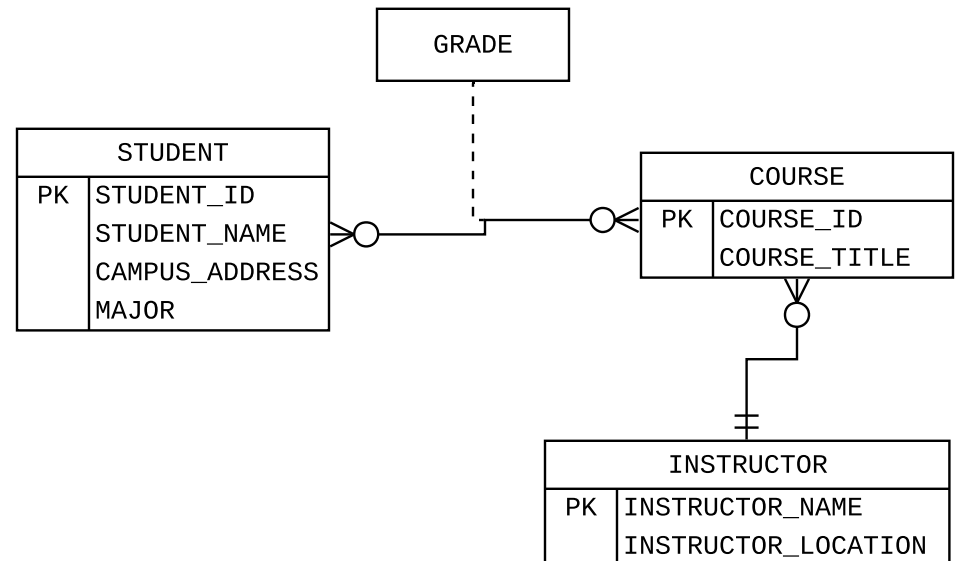 GRADE
STUDENT
PK STUDENT_ID
STUDENT_NAME
CAMPUS_ADDRESS
MAJOR
COURSE
PK COURSE_ID
COURSE_TITLE
INSTRUCTOR
PK INSTRUCTOR_NAME
INSTRUCTOR_LOCATION